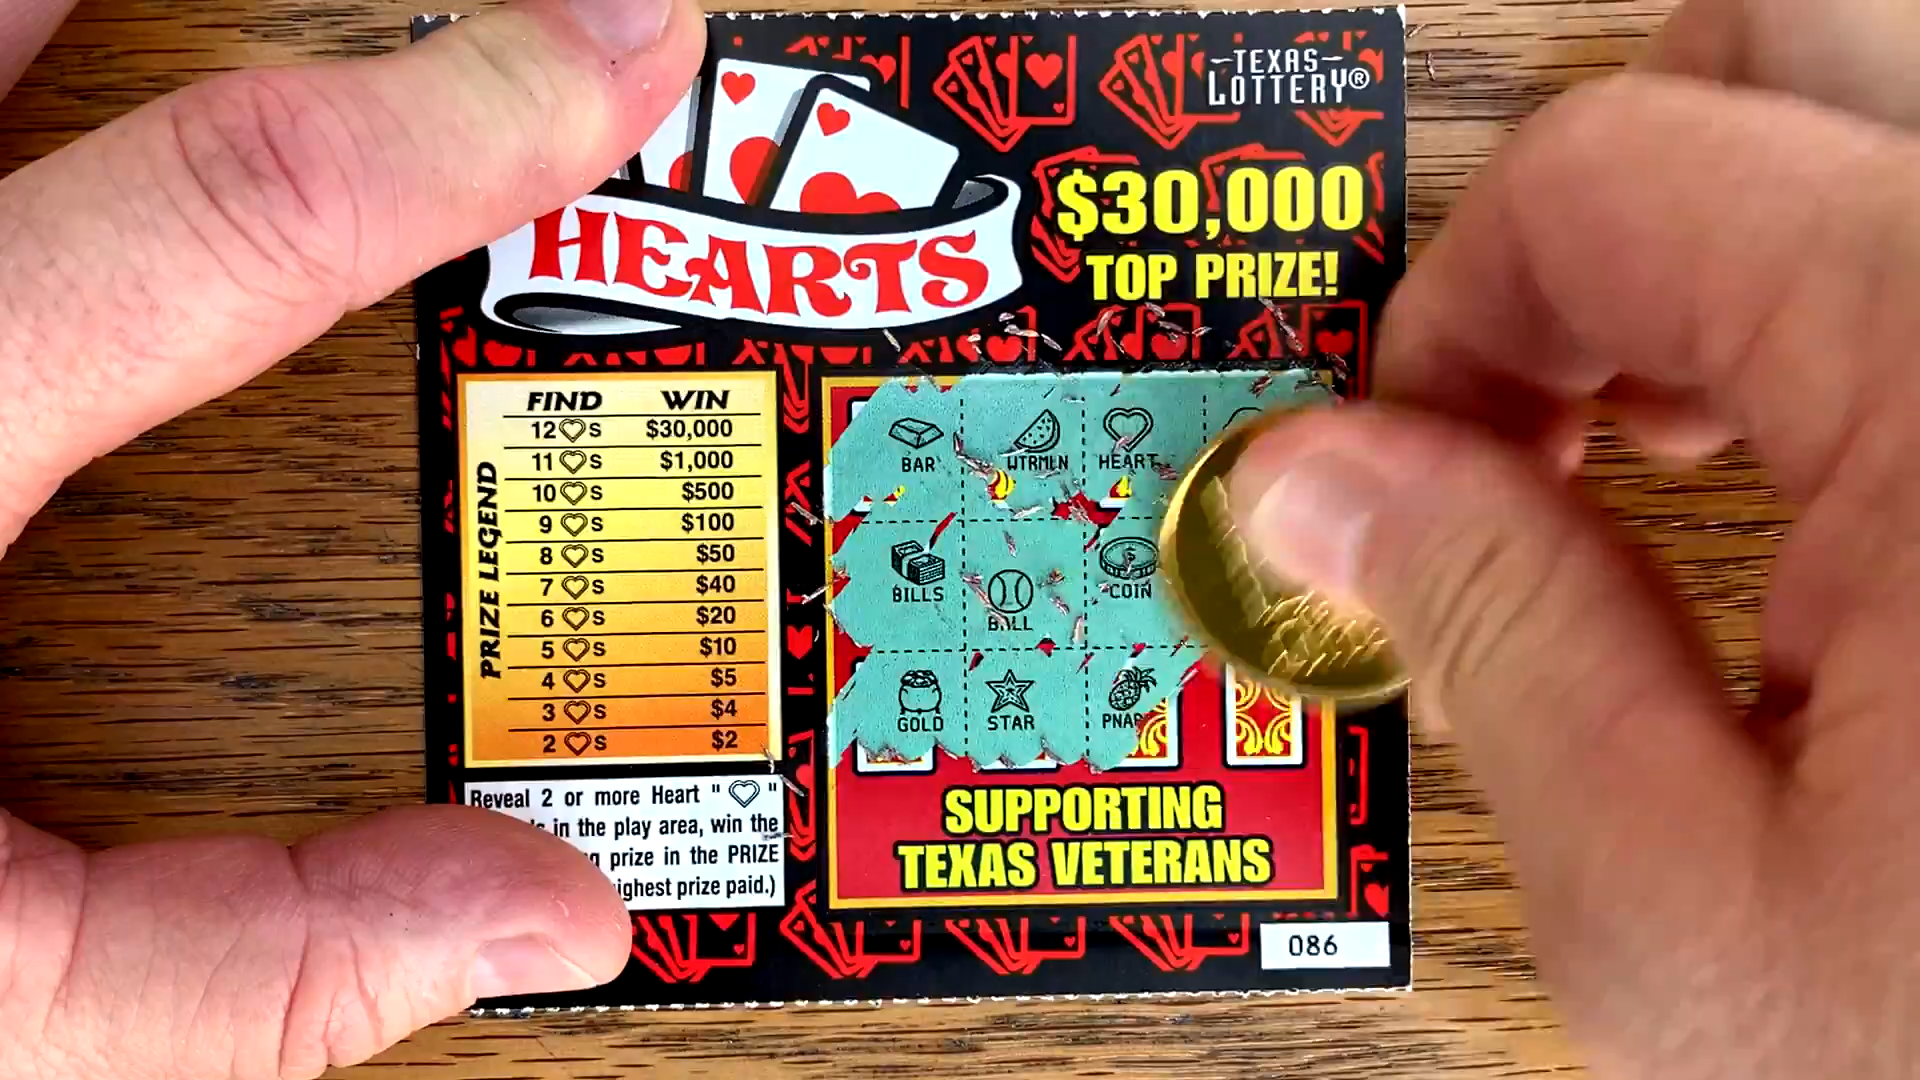 TEXAS
LOTTERY®
HEARTS
$30,000
TOP PRIZE!
PRIZE LEGEND
FIND WIN
12 ♡s $30,000
11 ♡s $1,000
10 ♡s $500
9 ♡s $100
8 ♡s $50
7 ♡s $40
6 ♡s $20
5 ♡s $10
4 ♡s $5
3 ♡s $4
2 ♡s $2
Reveal 2 or more Heart "♡"
in the play area, win the
prize in the PRIZE
highest prize paid.)
BAR WTRMLN HEART
BILLS BALL COIN
GOLD STAR PNAP
SUPPORTING
TEXAS VETERANS
086